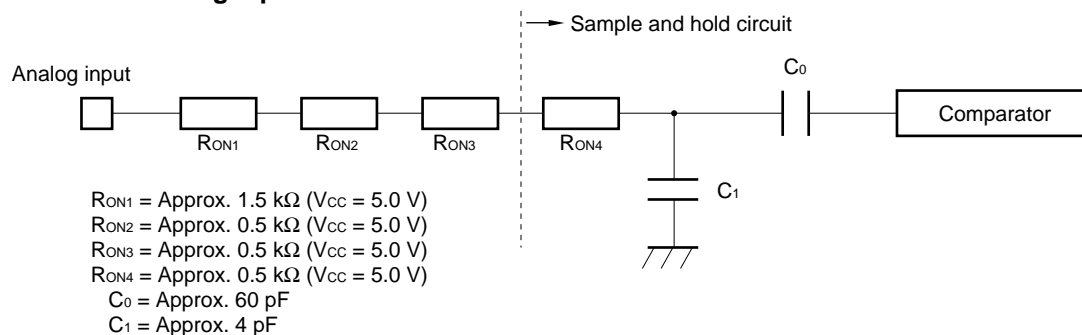 Sample and hold circuit
Analog input
C0
Comparator
RON1
RON2
RON3
RON4
C1
RON1 = Approx. 1.5 kΩ (VCC = 5.0 V)
RON2 = Approx. 0.5 kΩ (VCC = 5.0 V)
RON3 = Approx. 0.5 kΩ (VCC = 5.0 V)
RON4 = Approx. 0.5 kΩ (VCC = 5.0 V)
C0 = Approx. 60 pF
C1 = Approx. 4 pF